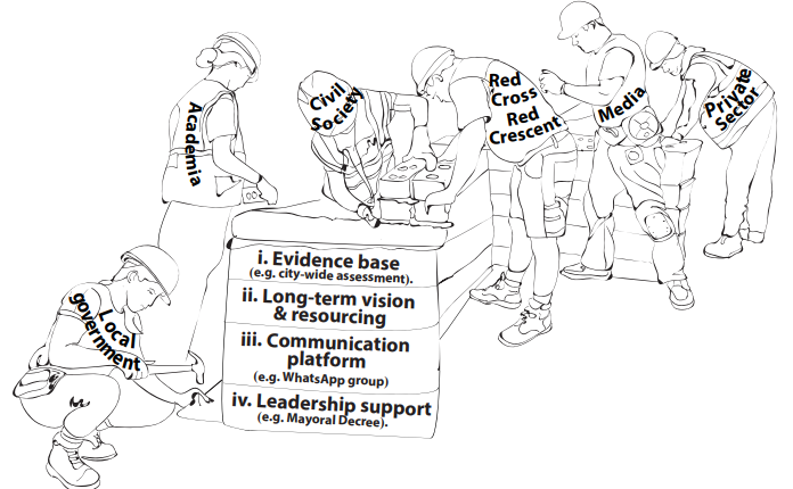 Academia
Civil
Society
Red
Cross
Red
Crescent
Media
Private
Sector
Local
government
i. Evidence base
(e.g. city-wide assessment).
ii. Long-term vision
& resourcing
iii. Communication
platform
(e.g. WhatsApp group)
iv. Leadership support
(e.g. Mayoral Decree).